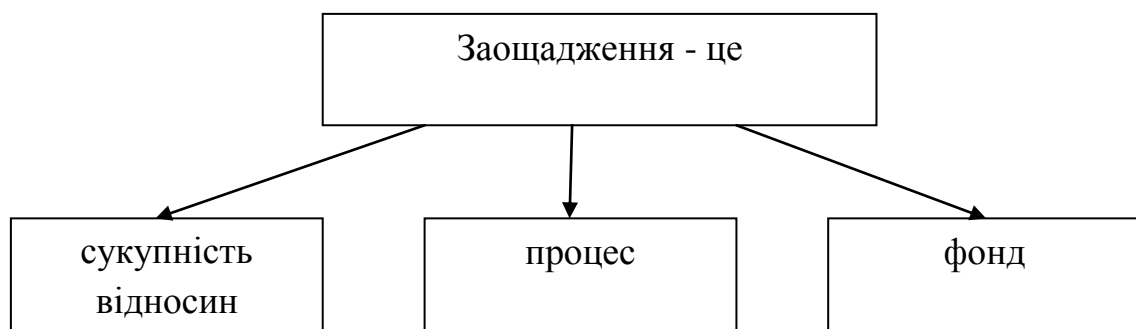 Заощадження - це
сукупність
відносин
процес
фонд